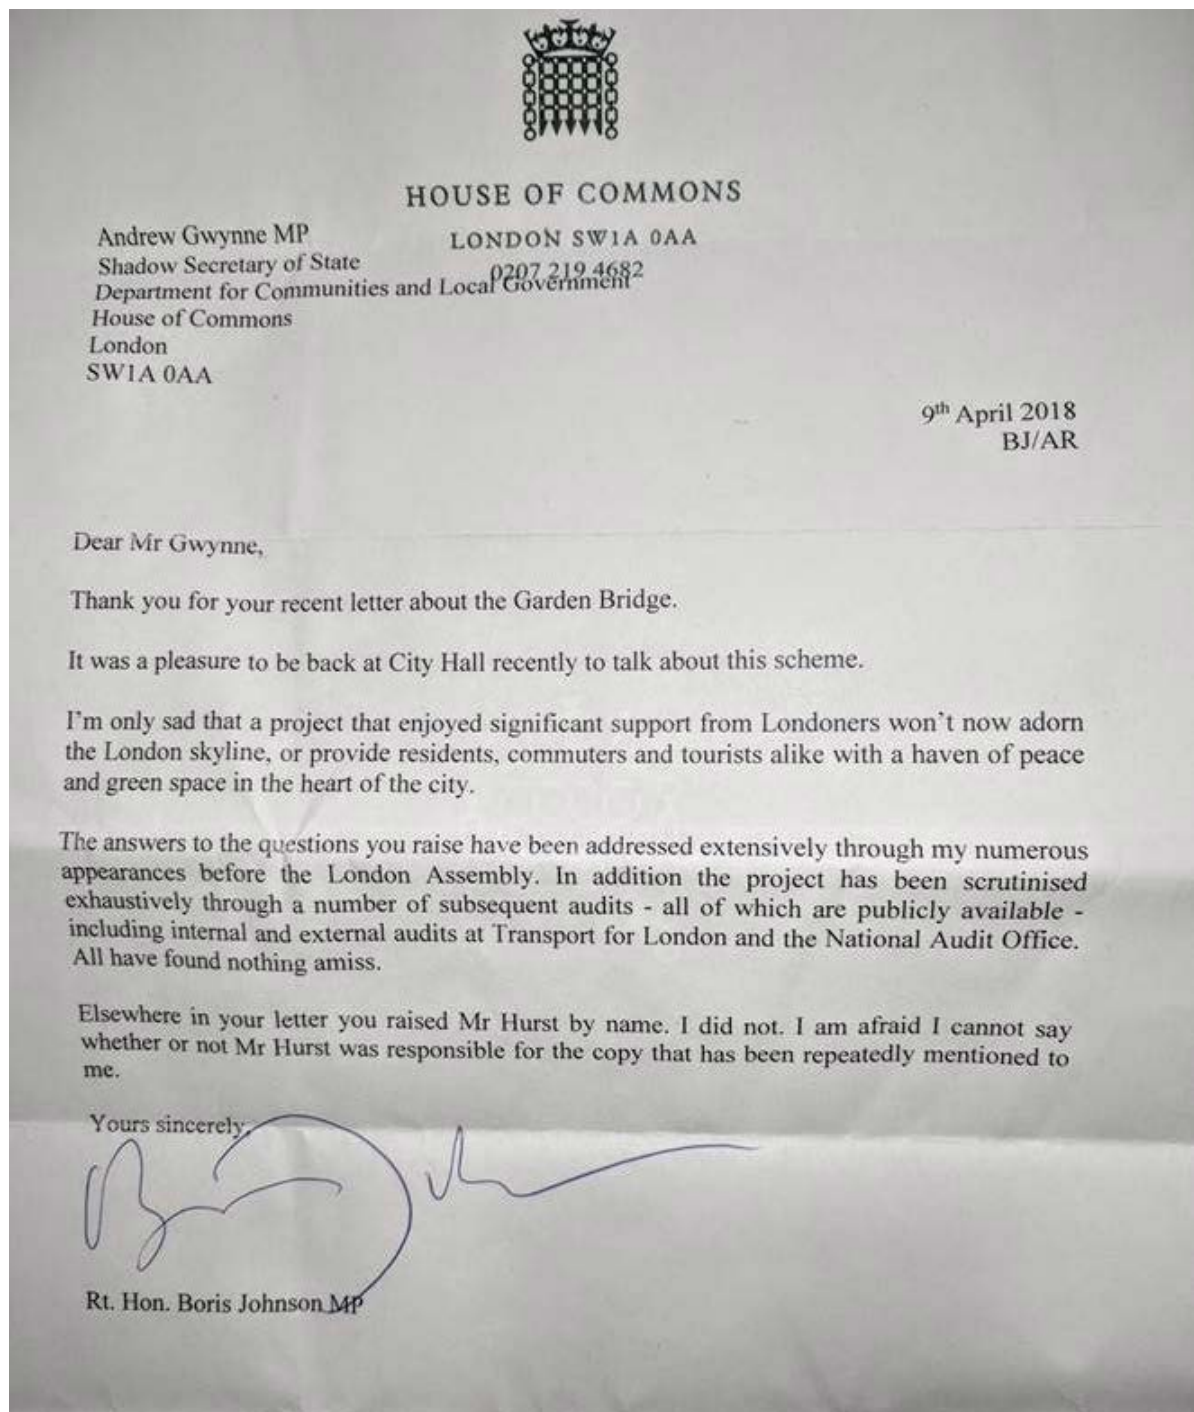 HOUSE OF COMMONS
LONDON SW1A 0AA
0207 219 4682
Andrew Gwynne MP
Shadow Secretary of State
Department for Communities and Local Government
House of Commons
London
SW1A 0AA
9th April 2018
BJ/AR
Dear Mr Gwynne,
Thank you for your recent letter about the Garden Bridge.
It was a pleasure to be back at City Hall recently to talk about this scheme.
I'm only sad that a project that enjoyed significant support from Londoners won't now adorn
the London skyline, or provide residents, commuters and tourists alike with a haven of peace
and green space in the heart of the city.
The answers to the questions you raise have been addressed extensively through my numerous
appearances before the London Assembly. In addition the project has been scrutinised
exhaustively through a number of subsequent audits - all of which are publicly available -
including internal and external audits at Transport for London and the National Audit Office.
All have found nothing amiss.
Elsewhere in your letter you raised Mr Hurst by name. I did not. I am afraid I cannot say
whether or not Mr Hurst was responsible for the copy that has been repeatedly mentioned to
me.
Yours sincerely,
Rt. Hon. Boris Johnson MP